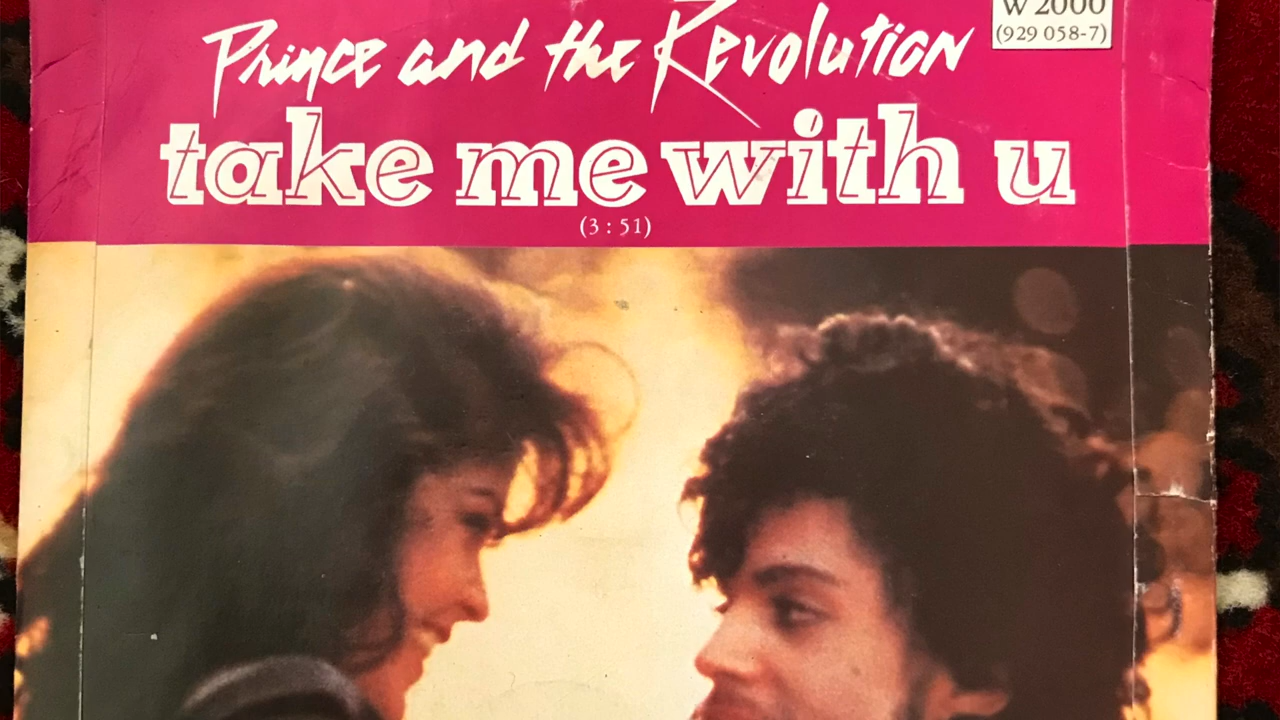 W 2000
(929 058-7)
Prince and the Revolution
take me with u
(3:51)